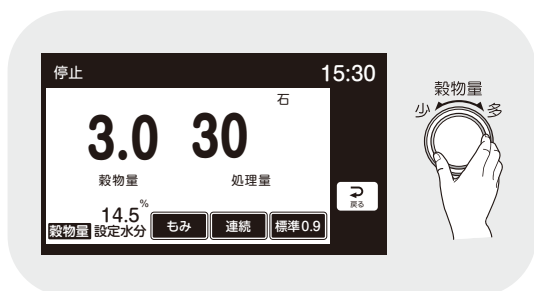 停止 15:30
石
3.0 30
穀物量 処理量
戻る
14.5%
穀物量 設定水分 もみ 連続 標準0.9
穀物量
少 多